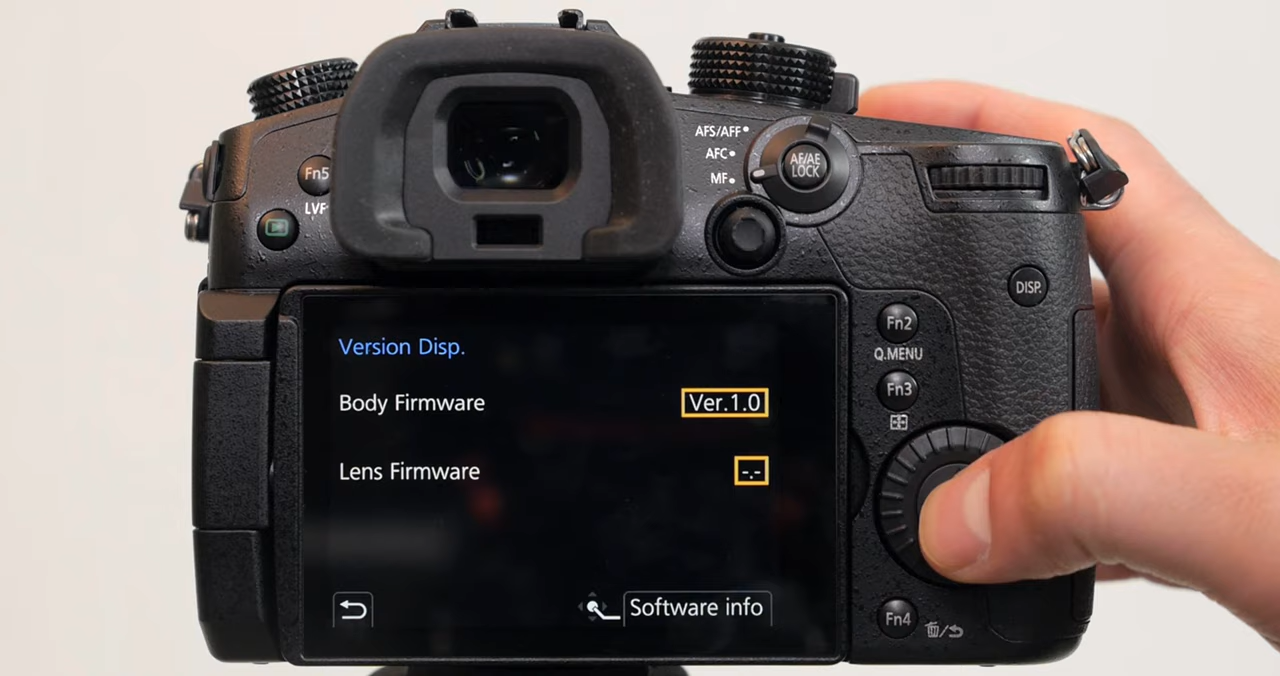 AFS/AFF
AFC
MF
AF/AE
LOCK
Fn5
LVF
DISP.
Fn2
Q.MENU
Fn3
Version Disp.
Body Firmware Ver.1.0
Lens Firmware -.-
Software info
Fn4